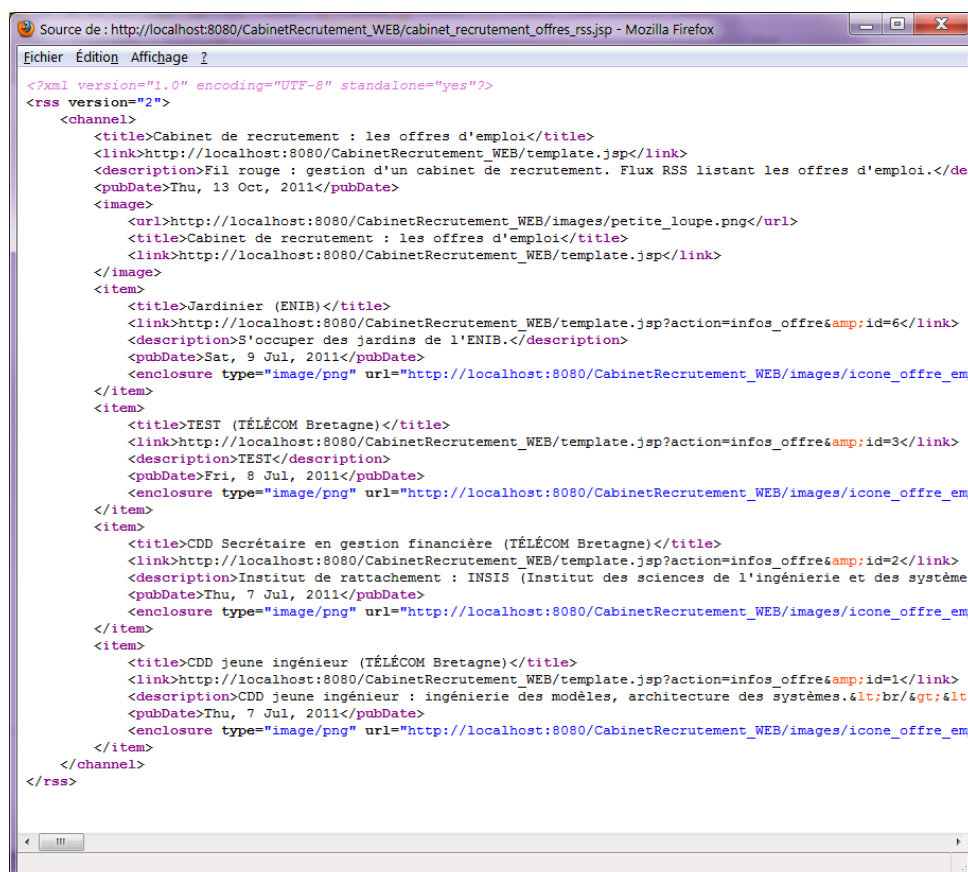 Source de : http://localhost:8080/CabinetRecrutement_WEB/cabinet_recrutement_offres_rss.jsp - Mozilla Firefox
Fichier Édition Affichage ?
<?xml version="1.0" encoding="UTF-8" standalone="yes"?>
<rss version="2">
<channel>
<title>Cabinet de recrutement : les offres d'emploi</title>
<link>http://localhost:8080/CabinetRecrutement_WEB/template.jsp</link>
<description>Fil rouge : gestion d'un cabinet de recrutement. Flux RSS listant les offres d'emploi.</de
<pubDate>Thu, 13 Oct, 2011</pubDate>
<image>
<url>http://localhost:8080/CabinetRecrutement_WEB/images/petite_loupe.png</url>
<title>Cabinet de recrutement : les offres d'emploi</title>
<link>http://localhost:8080/CabinetRecrutement_WEB/template.jsp</link>
</image>
<item>
<title>Jardinier (ENIB)</title>
<link>http://localhost:8080/CabinetRecrutement_WEB/template.jsp?action=infos_offre&amp;id=6</link>
<description>S'occuper des jardins de l'ENIB.</description>
<pubDate>Sat, 9 Jul, 2011</pubDate>
<enclosure type="image/png" url="http://localhost:8080/CabinetRecrutement_WEB/images/icone_offre_em
</item>
<item>
<title>TEST (TÉLÉCOM Bretagne)</title>
<link>http://localhost:8080/CabinetRecrutement_WEB/template.jsp?action=infos_offre&amp;id=3</link>
<description>TEST</description>
<pubDate>Fri, 8 Jul, 2011</pubDate>
<enclosure type="image/png" url="http://localhost:8080/CabinetRecrutement_WEB/images/icone_offre_em
</item>
<item>
<title>CDD Secrétaire en gestion financière (TÉLÉCOM Bretagne)</title>
<link>http://localhost:8080/CabinetRecrutement_WEB/template.jsp?action=infos_offre&amp;id=2</link>
<description>Institut de rattachement : INSIS (Institut des sciences de l'ingénierie et des système
<pubDate>Thu, 7 Jul, 2011</pubDate>
<enclosure type="image/png" url="http://localhost:8080/CabinetRecrutement_WEB/images/icone_offre_em
</item>
<item>
<title>CDD jeune ingénieur (TÉLÉCOM Bretagne)</title>
<link>http://localhost:8080/CabinetRecrutement_WEB/template.jsp?action=infos_offre&amp;id=1</link>
<description>CDD jeune ingénieur : ingénierie des modèles, architecture des systèmes.&lt;br/&gt;&lt
<pubDate>Thu, 7 Jul, 2011</pubDate>
<enclosure type="image/png" url="http://localhost:8080/CabinetRecrutement_WEB/images/icone_offre_em
</item>
</channel>
</rss>